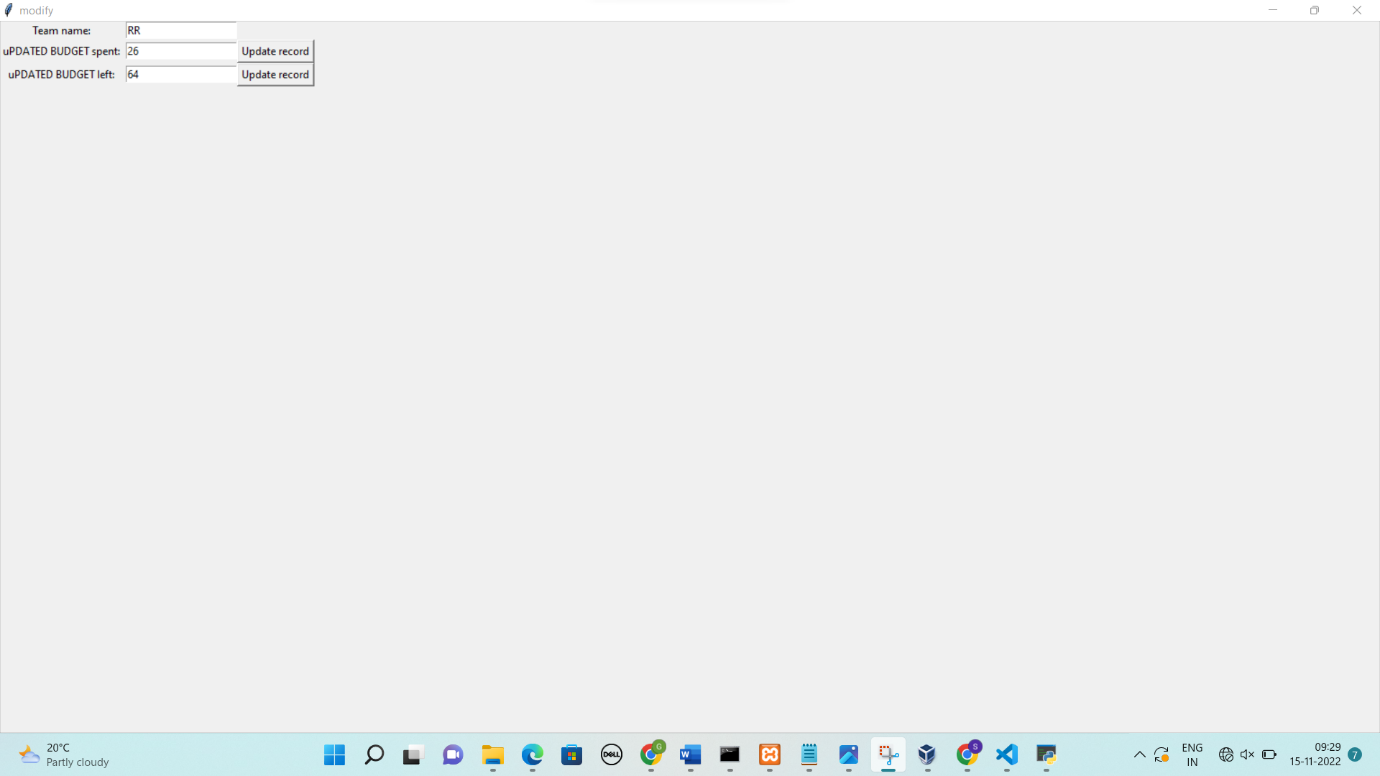 modify
Team name: RR
uPDATED BUDGET spent: 26 Update record
uPDATED BUDGET left: 64 Update record
20°C
Partly cloudy
DELL
G
W
S
ENG
IN
09:29
15-11-2022
7